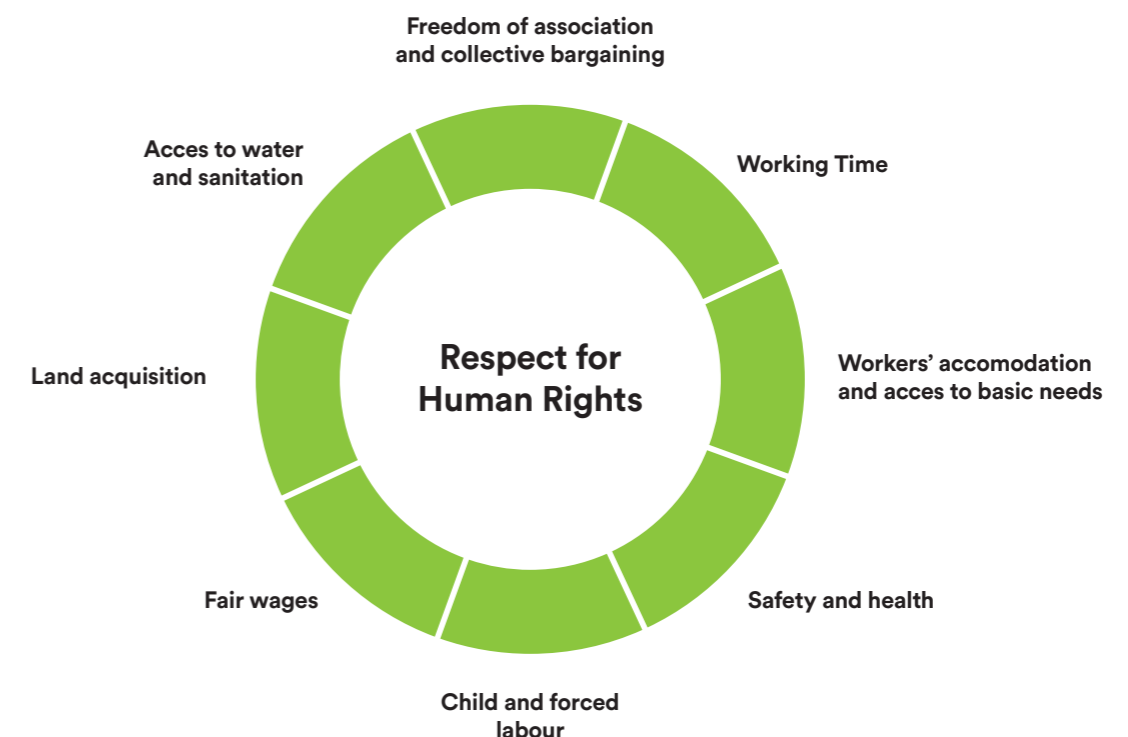 Freedom of association
and collective bargaining
Acces to water
and sanitation
Working Time
Respect for
Human Rights
Workers’ accomodation
and acces to basic needs
Land acquisition
Fair wages
Safety and health
Child and forced
labour